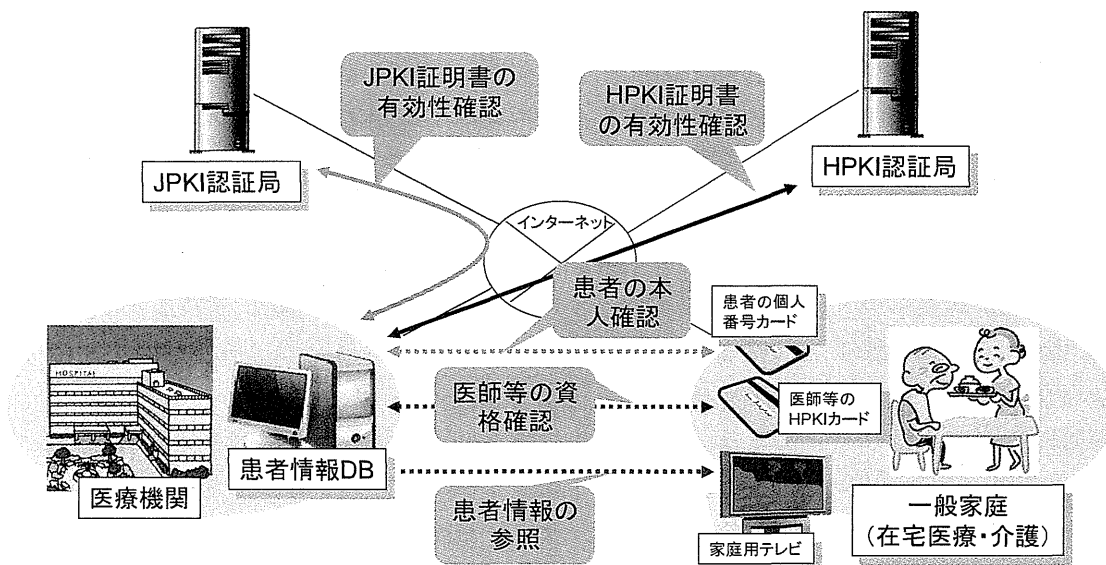 JPKI証明書の
有効性確認
HPKI証明書
の有効性確認
JPKI認証局
HPKI認証局
インターネット
患者の本
人確認
患者の個人
番号カード
HOSPITAL
医師等の資
格確認
医師等の
HPKIカード
患者情報DB
医療機関
患者情報の
参照
家庭用テレビ
一般家庭
(在宅医療・介護)